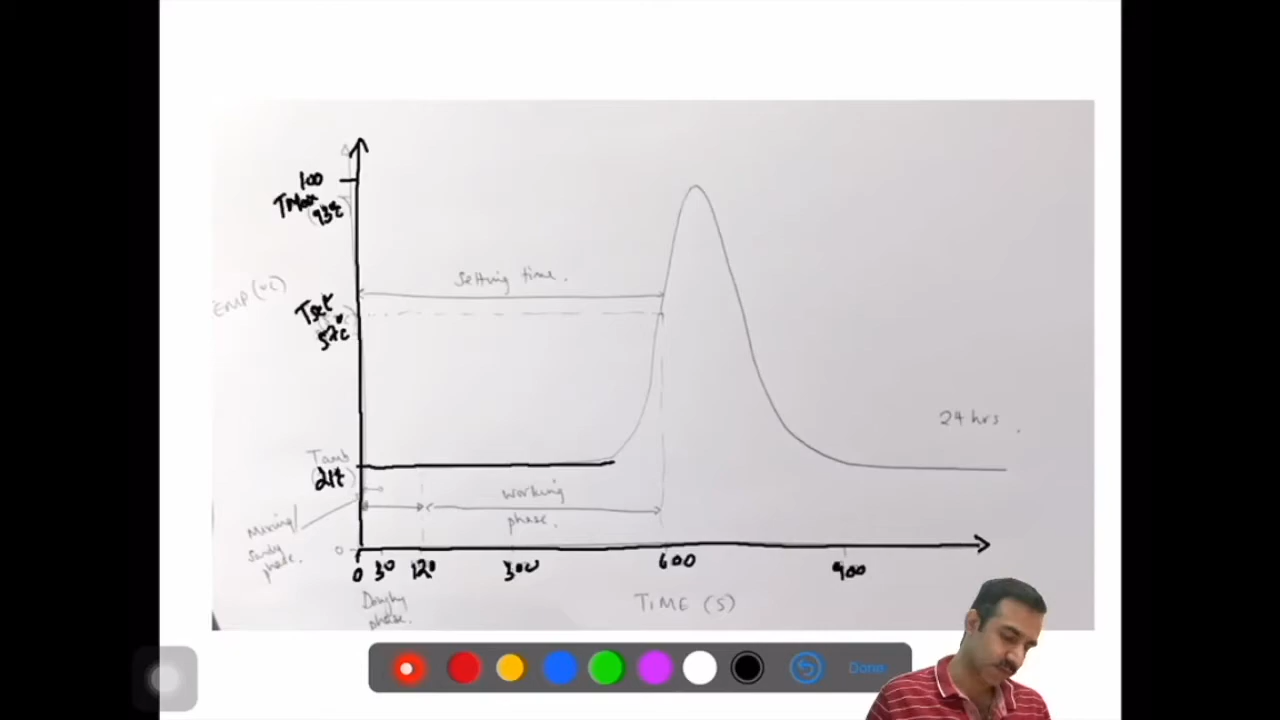 100
TMax
(93℃
Setting time.
EMP (°C)
Tset
57℃
24 hrs
Tamb
21℃
working
phase.
Mixing/
Sandy
phase.
0
0 30 120 300 600 900
Doughy
phase.
TIME (S)
Done